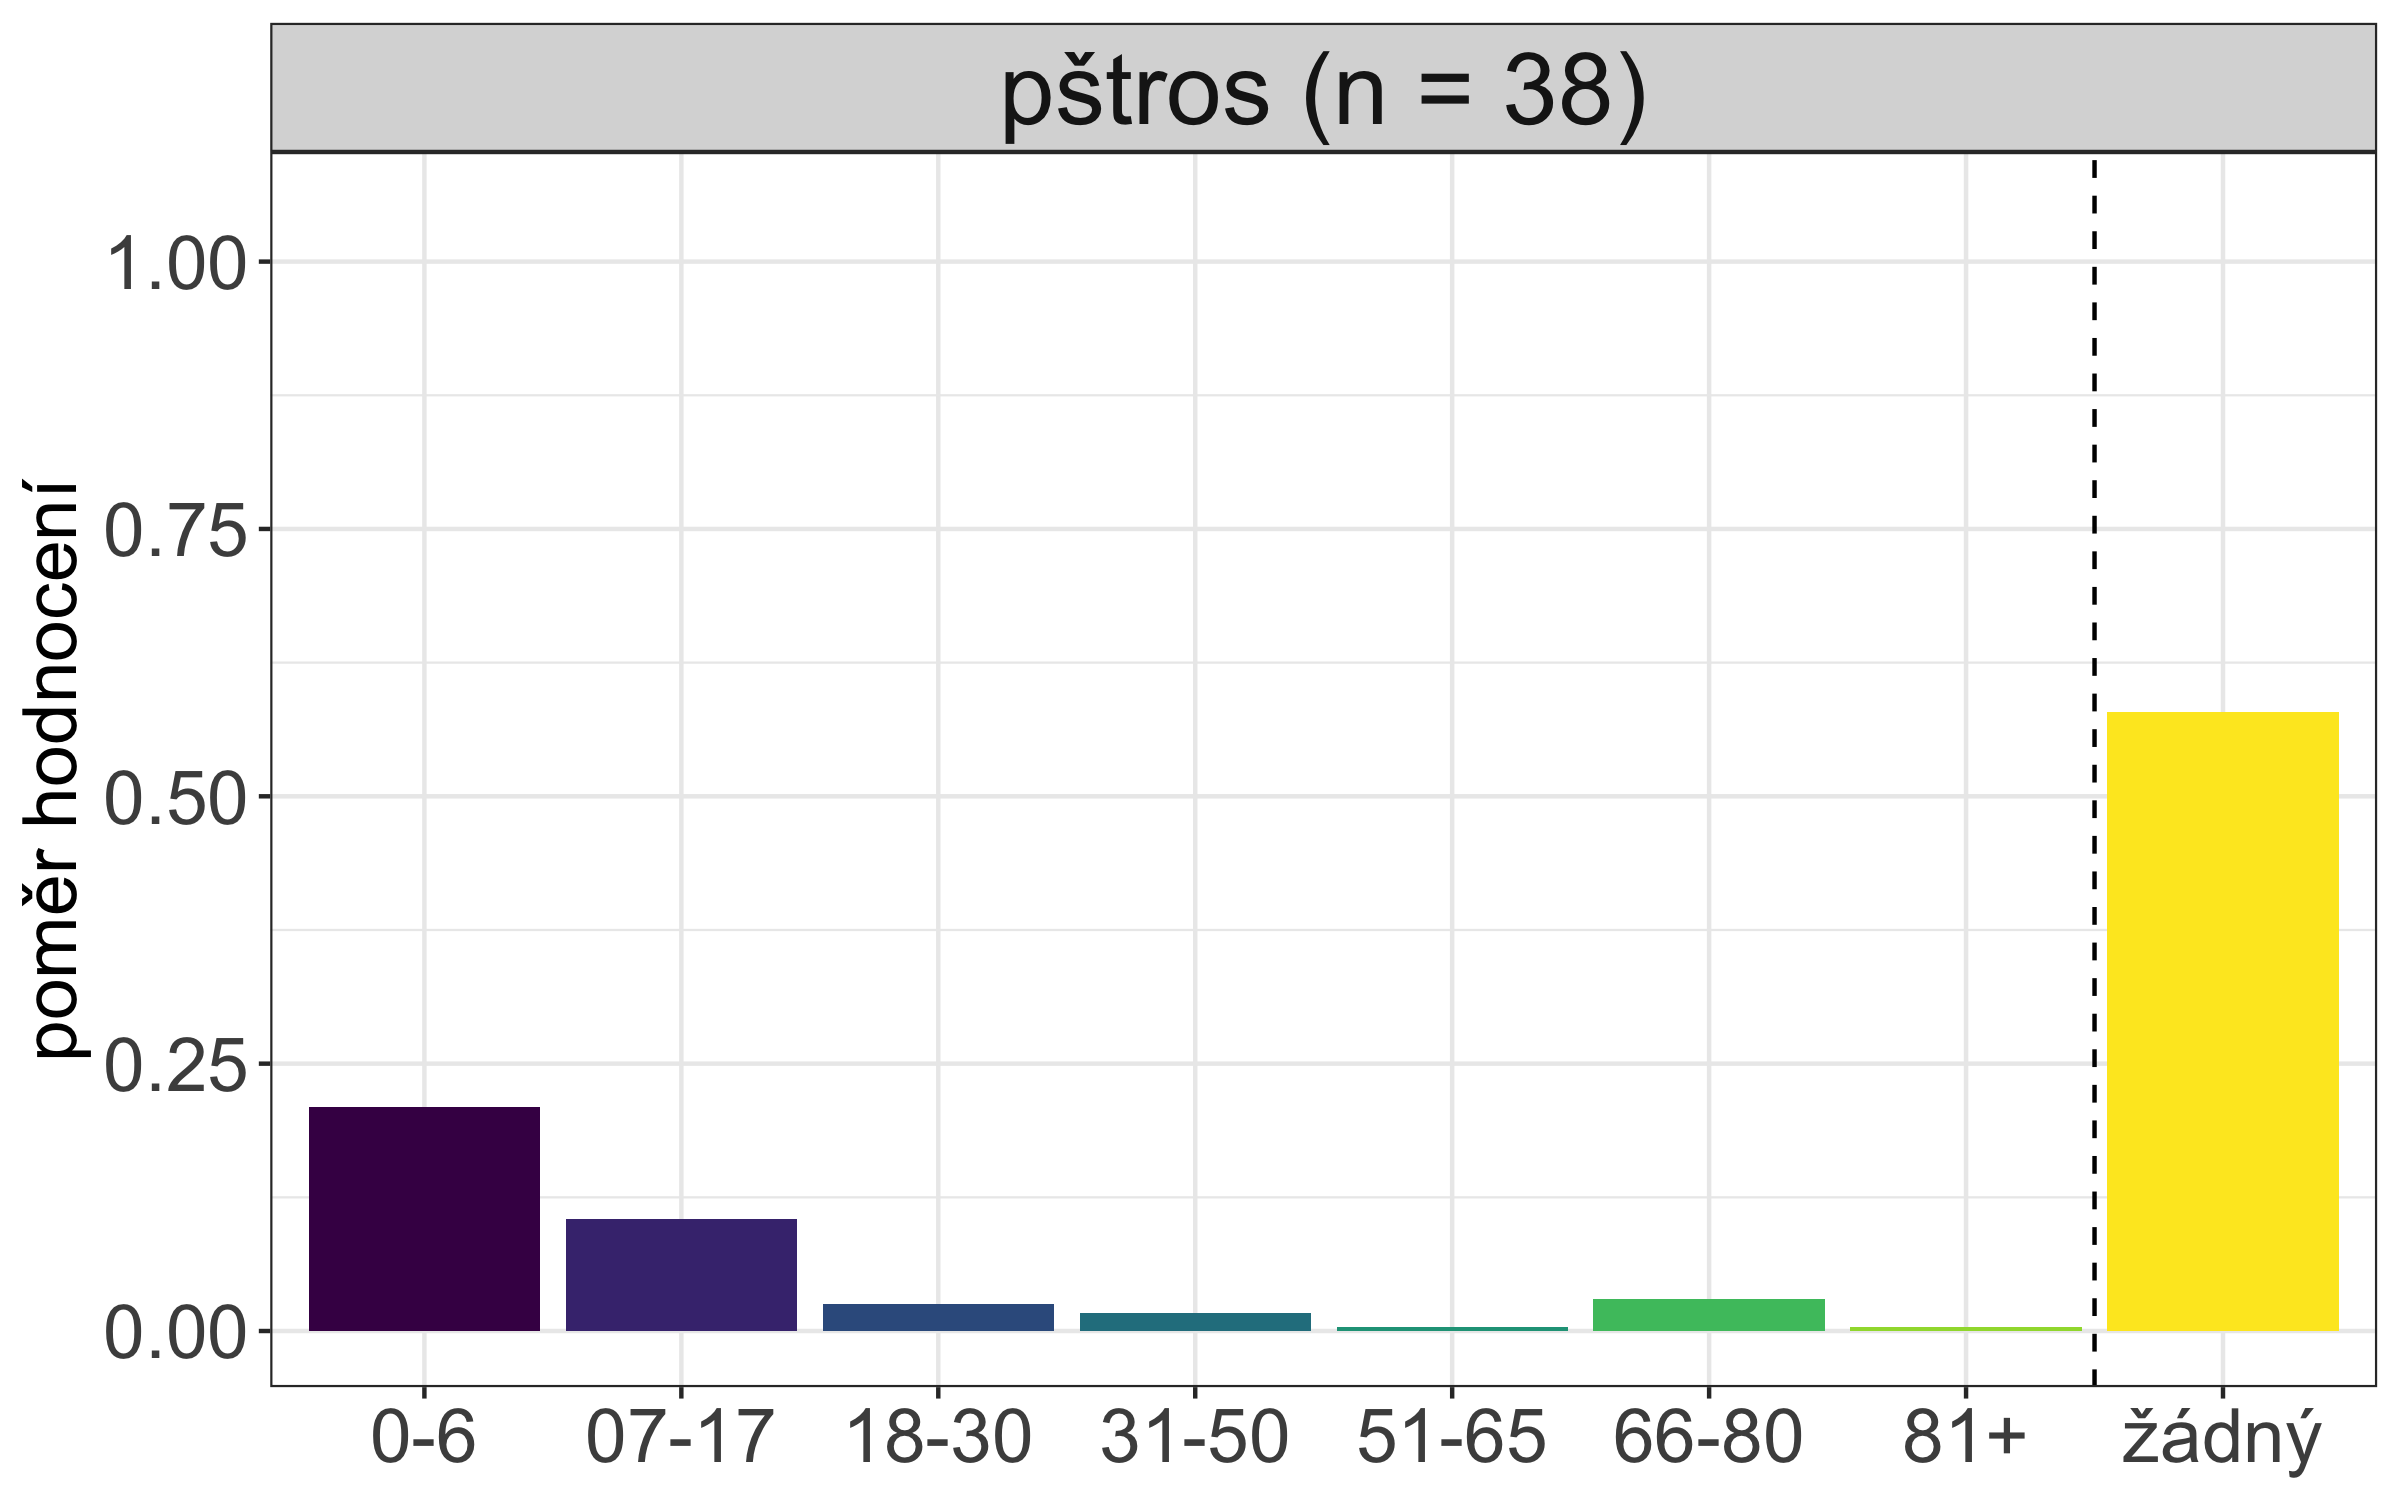 pštros (n = 38)
poměr hodnocení
1.00
0.75
0.50
0.25
0.00
0-6 07-17 18-30 31-50 51-65 66-80 81+ žádný